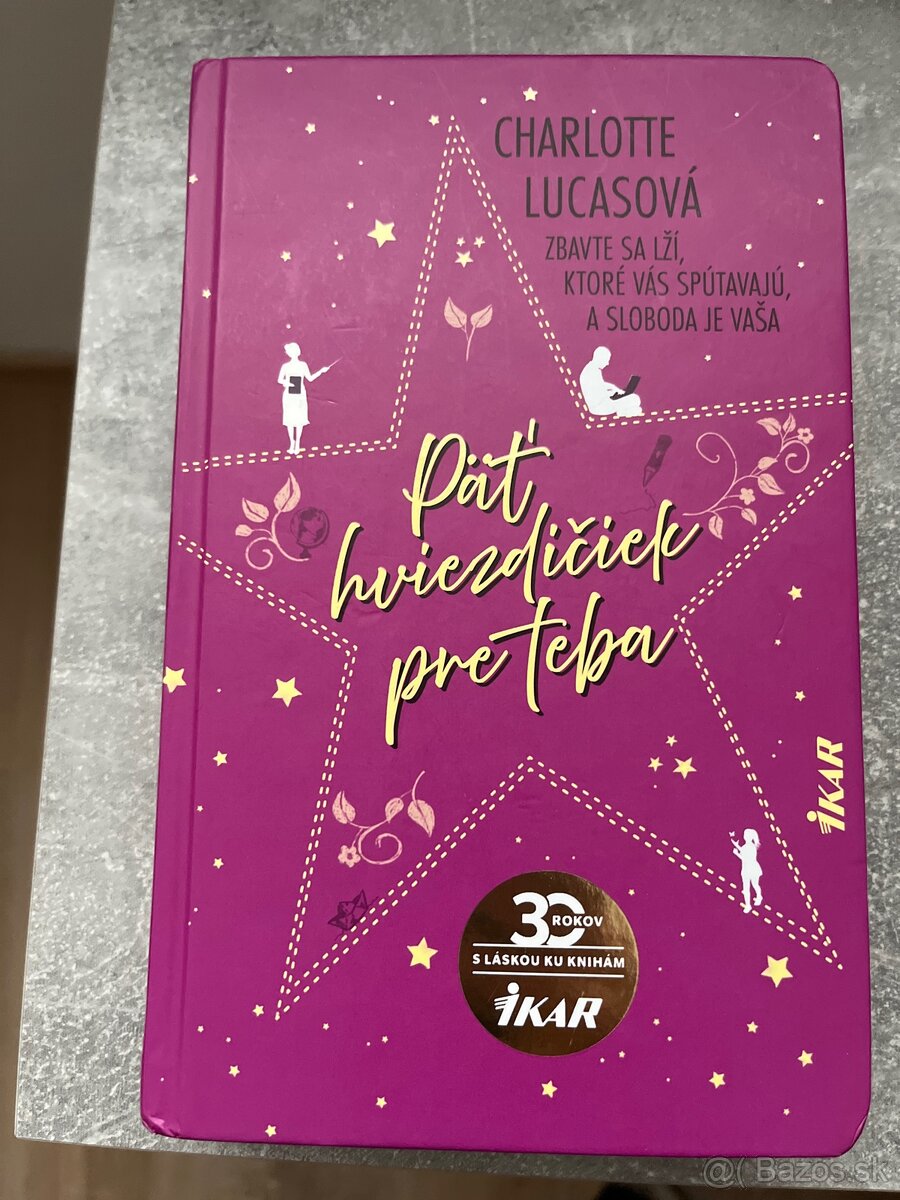 CHARLOTTE
LUCASOVÁ
ZBAVTE SA LŽÍ,
KTORÉ VÁS SPÚTAVAJÚ,
A SLOBODA JE VAŠA
Päť
hviezdičiek
pre teba
iKAR
30 ROKOV
S LÁSKOU KU KNIHÁM
iKAR
@( Bazos.sk